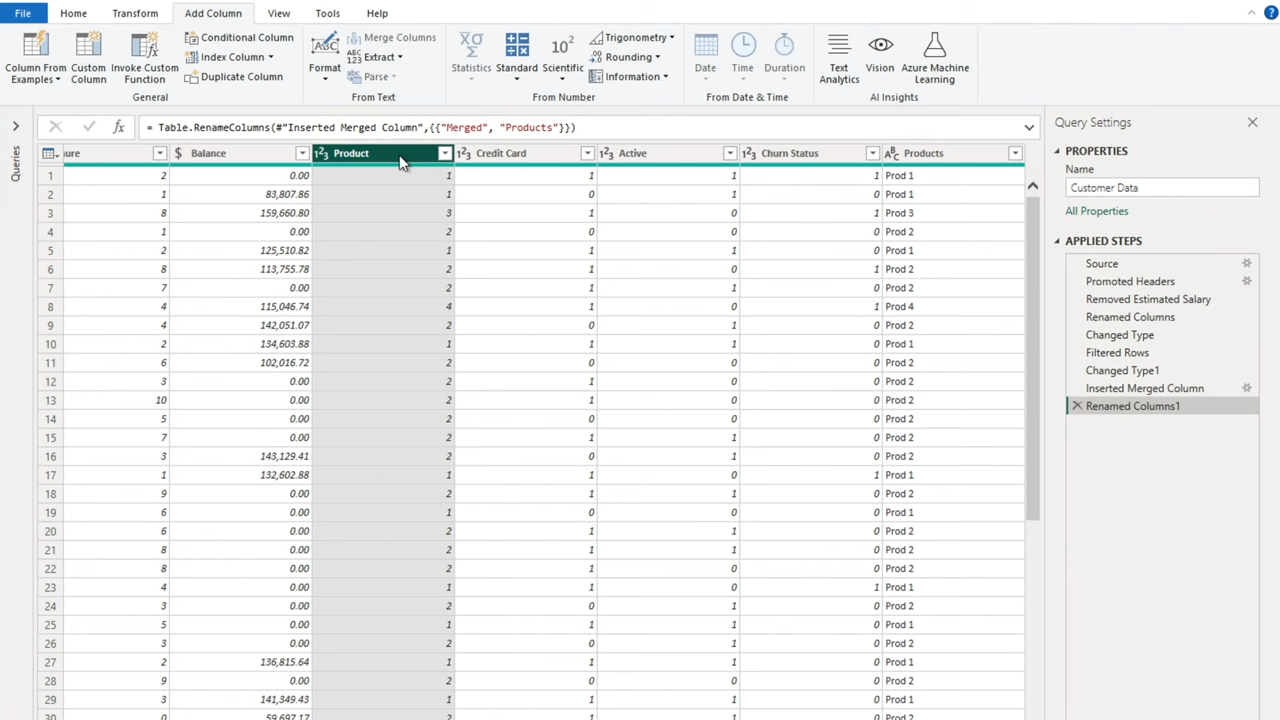 File Home Transform Add Column View Tools Help
Column From Examples
Custom Column
Invoke Custom Function
Conditional Column
Index Column
Duplicate Column
General
Format
Merge Columns
Extract
Parse
From Text
Statistics
Standard
Scientific
Trigonometry
Rounding
Information
From Number
Date
Time
Duration
From Date & Time
Text Analytics
Vision
Azure Machine Learning
AI Insights
Queries
= Table.RenameColumns(#"Inserted Merged Column",{{"Merged", "Products"}})
ure $ Balance 123 Product 123 Credit Card 123 Active 123 Churn Status ABC Products
1 2 0.00 1 1 1 1 Prod 1
2 1 83,807.86 1 0 1 0 Prod 1
3 8 159,660.80 3 1 0 1 Prod 3
4 1 0.00 2 0 0 0 Prod 2
5 2 125,510.82 1 1 1 0 Prod 1
6 8 113,755.78 2 1 0 1 Prod 2
7 7 0.00 2 1 1 0 Prod 2
8 4 115,046.74 4 1 0 1 Prod 4
9 4 142,051.07 2 0 1 0 Prod 2
10 2 134,603.88 1 1 1 0 Prod 1
11 6 102,016.72 2 0 0 0 Prod 2
12 3 0.00 2 1 0 0 Prod 2
13 10 0.00 2 1 0 0 Prod 2
14 5 0.00 2 0 0 0 Prod 2
15 7 0.00 2 1 1 0 Prod 2
16 3 143,129.41 2 0 1 0 Prod 2
17 1 132,602.88 1 1 0 1 Prod 1
18 9 0.00 2 1 1 0 Prod 2
19 6 0.00 1 0 0 0 Prod 1
20 6 0.00 2 1 1 0 Prod 2
21 8 0.00 2 1 1 0 Prod 2
22 8 0.00 2 1 0 0 Prod 2
23 4 0.00 1 1 0 1 Prod 1
24 3 0.00 2 0 1 0 Prod 2
25 5 0.00 1 1 1 0 Prod 1
26 3 0.00 2 0 1 0 Prod 2
27 2 136,815.64 1 1 1 0 Prod 1
28 9 0.00 2 0 0 0 Prod 2
29 3 141,349.43 1 1 1 0 Prod 1
30 0 59,697.17 2 1 1 0 Prod 2
Query Settings
PROPERTIES
Name
Customer Data
All Properties
APPLIED STEPS
Source
Promoted Headers
Removed Estimated Salary
Renamed Columns
Changed Type
Filtered Rows
Changed Type1
Inserted Merged Column
Renamed Columns1